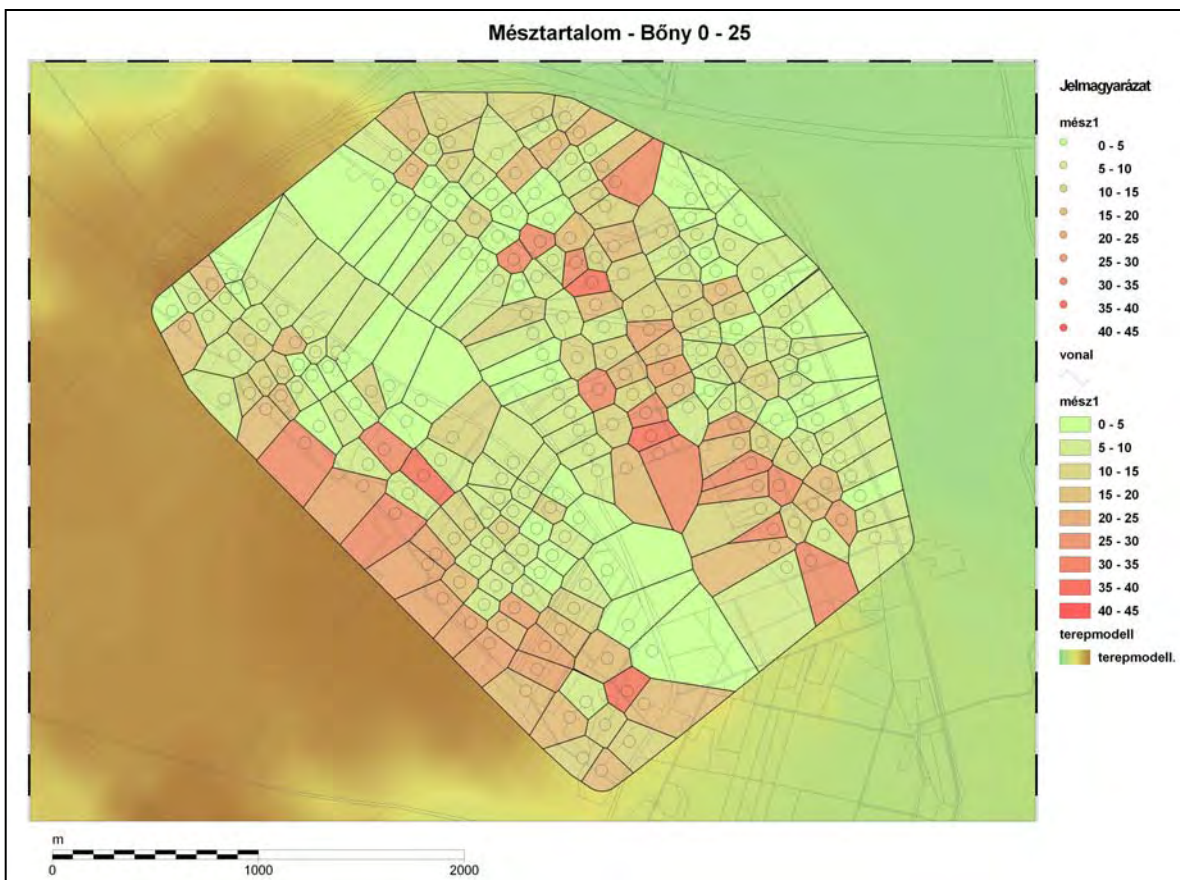 Mésztartalom - Bőny 0 - 25
Jelmagyarázat
mész1
0 - 5
5 - 10
10 - 15
15 - 20
20 - 25
25 - 30
30 - 35
35 - 40
40 - 45
vonal
mész1
0 - 5
5 - 10
10 - 15
15 - 20
20 - 25
25 - 30
30 - 35
35 - 40
40 - 45
terepmodell
terepmodell.
m
0 1000 2000